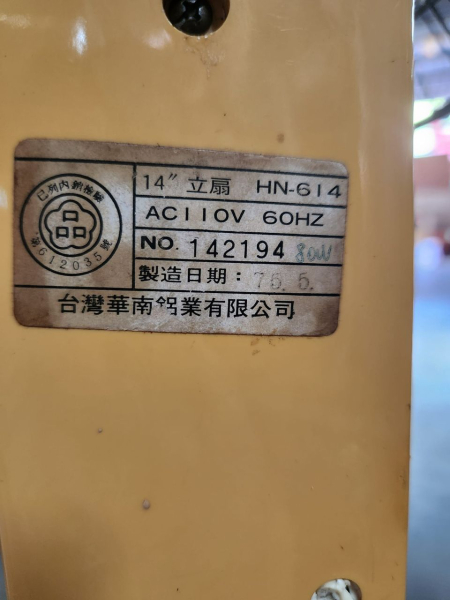 已列內銷檢驗
品
第612035號
14" 立扇 HN-614
AC110V 60HZ
NO. 142194 80W
製造日期：75.5.
台灣華南鋁業有限公司